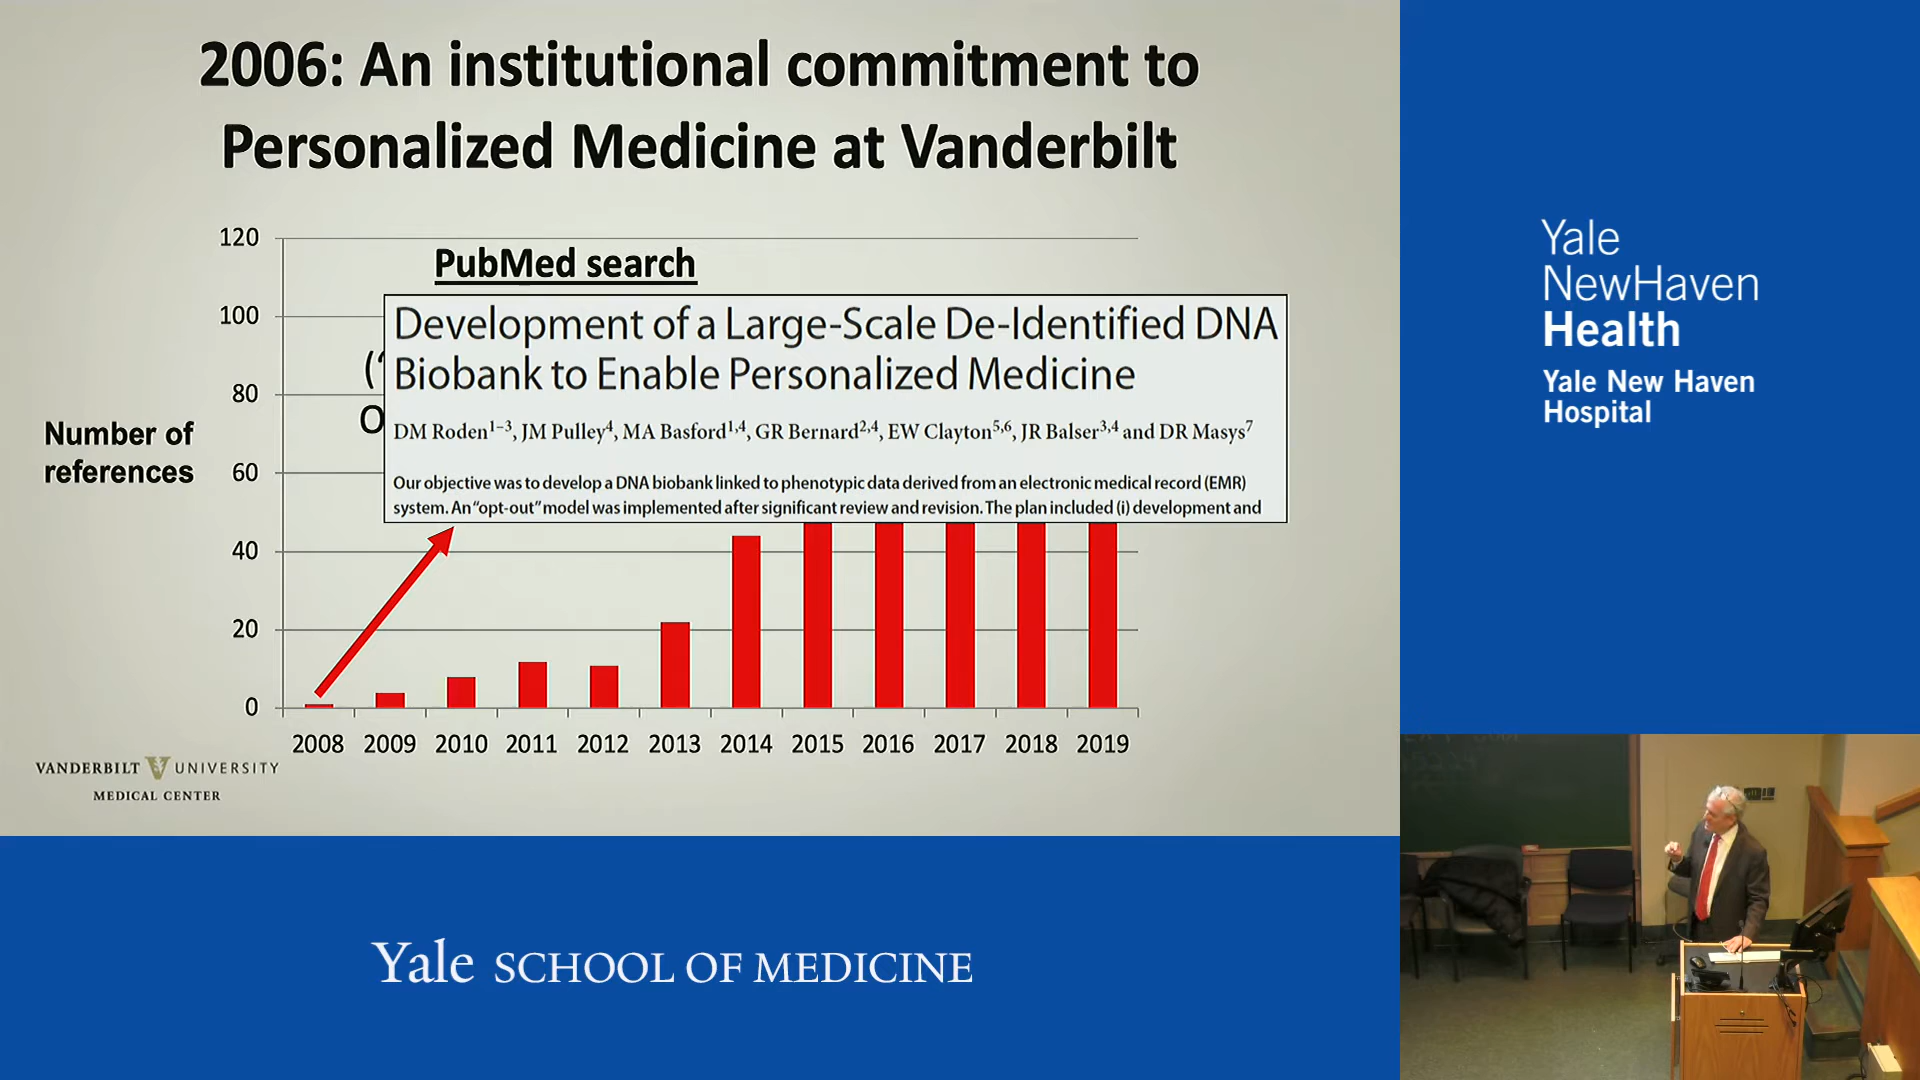 2006: An institutional commitment to
Personalized Medicine at Vanderbilt
120
100
80
60
40
20
0
Number of
references
PubMed search
("
O
Development of a Large-Scale De-Identified DNA
Biobank to Enable Personalized Medicine
DM Roden1–3, JM Pulley4, MA Basford1,4, GR Bernard2,4, EW Clayton5,6, JR Balser3,4 and DR Masys7
Our objective was to develop a DNA biobank linked to phenotypic data derived from an electronic medical record (EMR)
system. An “opt-out” model was implemented after significant review and revision. The plan included (i) development and
2008 2009 2010 2011 2012 2013 2014 2015 2016 2017 2018 2019
VANDERBILT V UNIVERSITY
MEDICAL CENTER
Yale
NewHaven
Health
Yale New Haven
Hospital
Yale SCHOOL OF MEDICINE